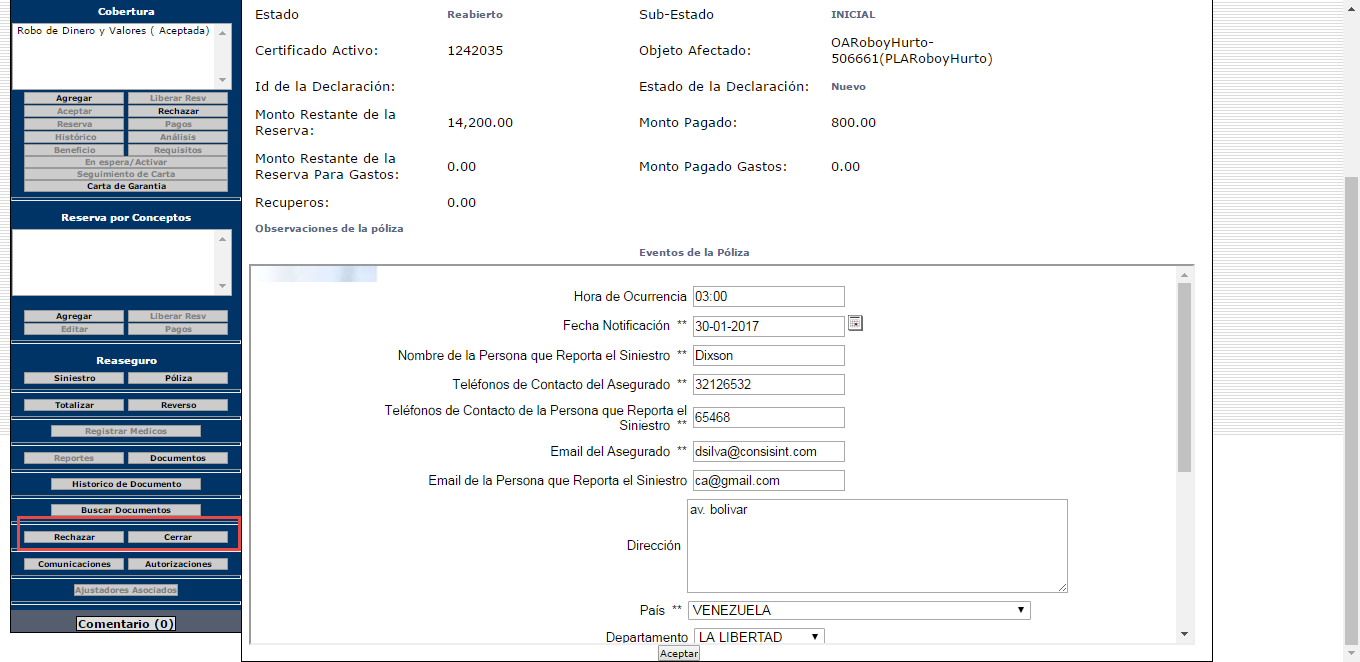 Cobertura
Robo de Dinero y Valores ( Aceptada)
Agregar
Liberar Resv
Aceptar
Rechazar
Reserva
Pagos
Histórico
Análisis
Beneficio
Requisitos
En espera/Activar
Seguimiento de Carta
Carta de Garantia
Reserva por Conceptos
Agregar
Liberar Resv
Editar
Pagos
Reaseguro
Siniestro
Póliza
Totalizar
Reverso
Registrar Medicos
Reportes
Documentos
Historico de Documento
Buscar Documentos
Rechazar
Cerrar
Comunicaciones
Autorizaciones
Ajustadores Asociados
Comentario (0)
Estado
Reabierto
Sub-Estado
INICIAL
Certificado Activo:
1242035
Objeto Afectado:
OARoboyHurto-
506661(PLARoboyHurto)
Id de la Declaración:
Estado de la Declaración:
Nuevo
Monto Restante de la
Reserva:
14,200.00
Monto Pagado:
800.00
Monto Restante de la
Reserva Para Gastos:
0.00
Monto Pagado Gastos:
0.00
Recuperos:
0.00
Observaciones de la póliza
Eventos de la Póliza
Hora de Ocurrencia
03:00
Fecha Notificación **
30-01-2017
Nombre de la Persona que Reporta el Siniestro **
Dixson
Teléfonos de Contacto del Asegurado **
32126532
Teléfonos de Contacto de la Persona que Reporta el
Siniestro **
65468
Email del Asegurado **
dsilva@consisint.com
Email de la Persona que Reporta el Siniestro
ca@gmail.com
Dirección
av. bolivar
País **
VENEZUELA
Departamento
LA LIBERTAD
Aceptar